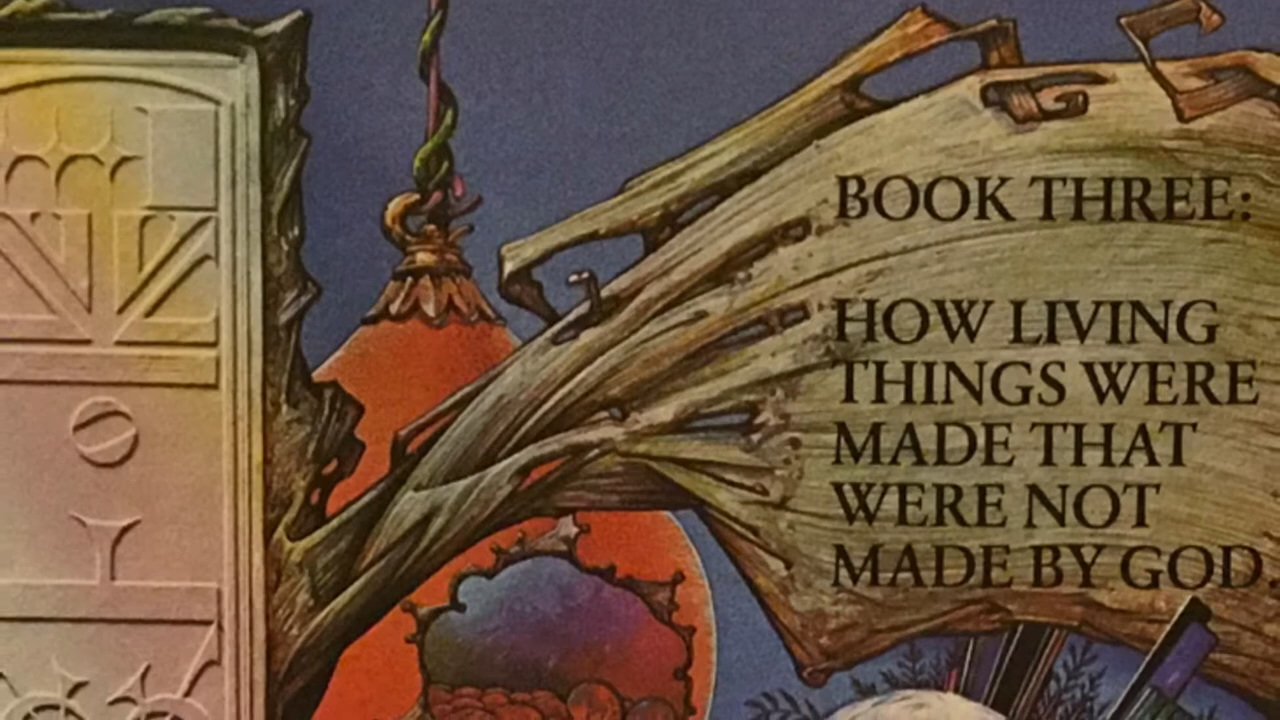 BOOK THREE:
HOW LIVING
THINGS WERE
MADE THAT
WERE NOT
MADE BY GOD.